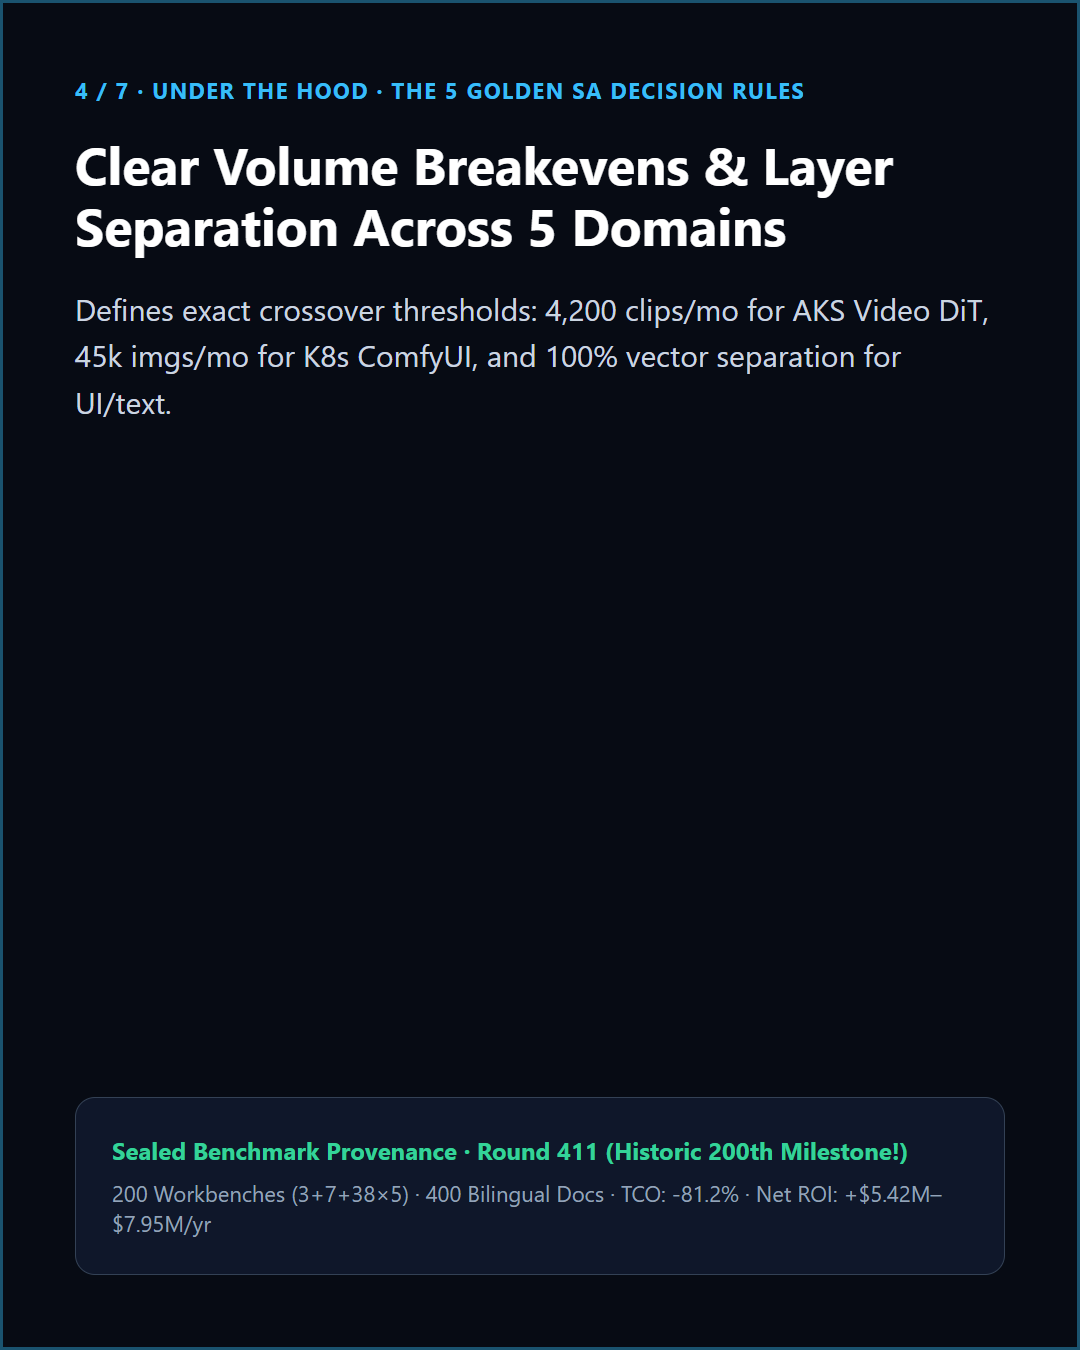 4 / 7 · UNDER THE HOOD · THE 5 GOLDEN SA DECISION RULES
Clear Volume Breakevens & Layer
Separation Across 5 Domains
Defines exact crossover thresholds: 4,200 clips/mo for AKS Video DiT,
45k imgs/mo for K8s ComfyUI, and 100% vector separation for
UI/text.
Sealed Benchmark Provenance · Round 411 (Historic 200th Milestone!)
200 Workbenches (3+7+38×5) · 400 Bilingual Docs · TCO: -81.2% · Net ROI: +$5.42M–
$7.95M/yr